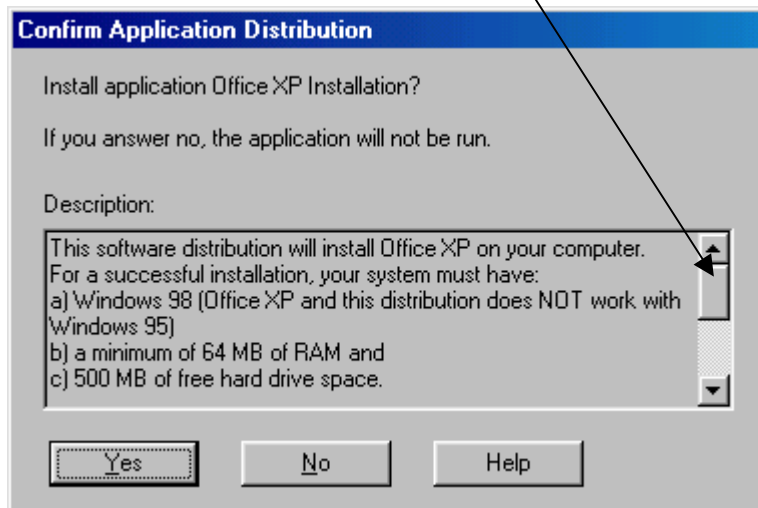 Confirm Application Distribution
Install application Office XP Installation?
If you answer no, the application will not be run.
Description:
This software distribution will install Office XP on your computer.
For a successful installation, your system must have:
a) Windows 98 (Office XP and this distribution does NOT work with
Windows 95)
b) a minimum of 64 MB of RAM and
c) 500 MB of free hard drive space.
Yes No Help